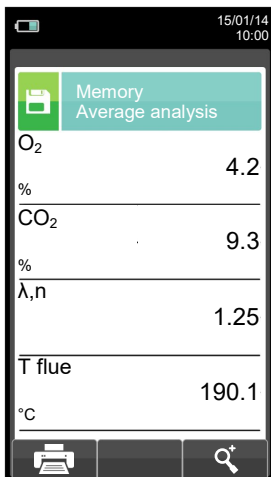 15/01/14
10:00
Memory
Average analysis
O₂
4.2
%
CO₂
9.3
%
λ,n
1.25
T flue
190.1
°C